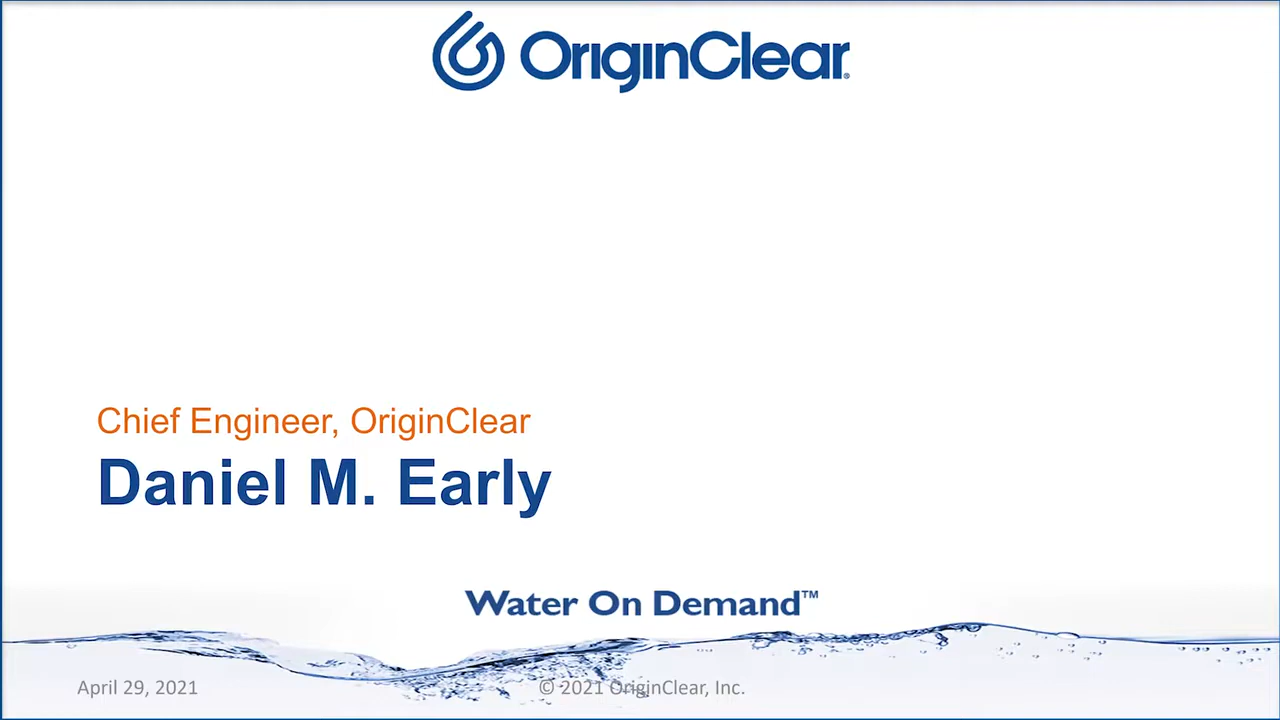 OriginClear®
Chief Engineer, OriginClear
Daniel M. Early
Water On Demand™
April 29, 2021
© 2021 OriginClear, Inc.